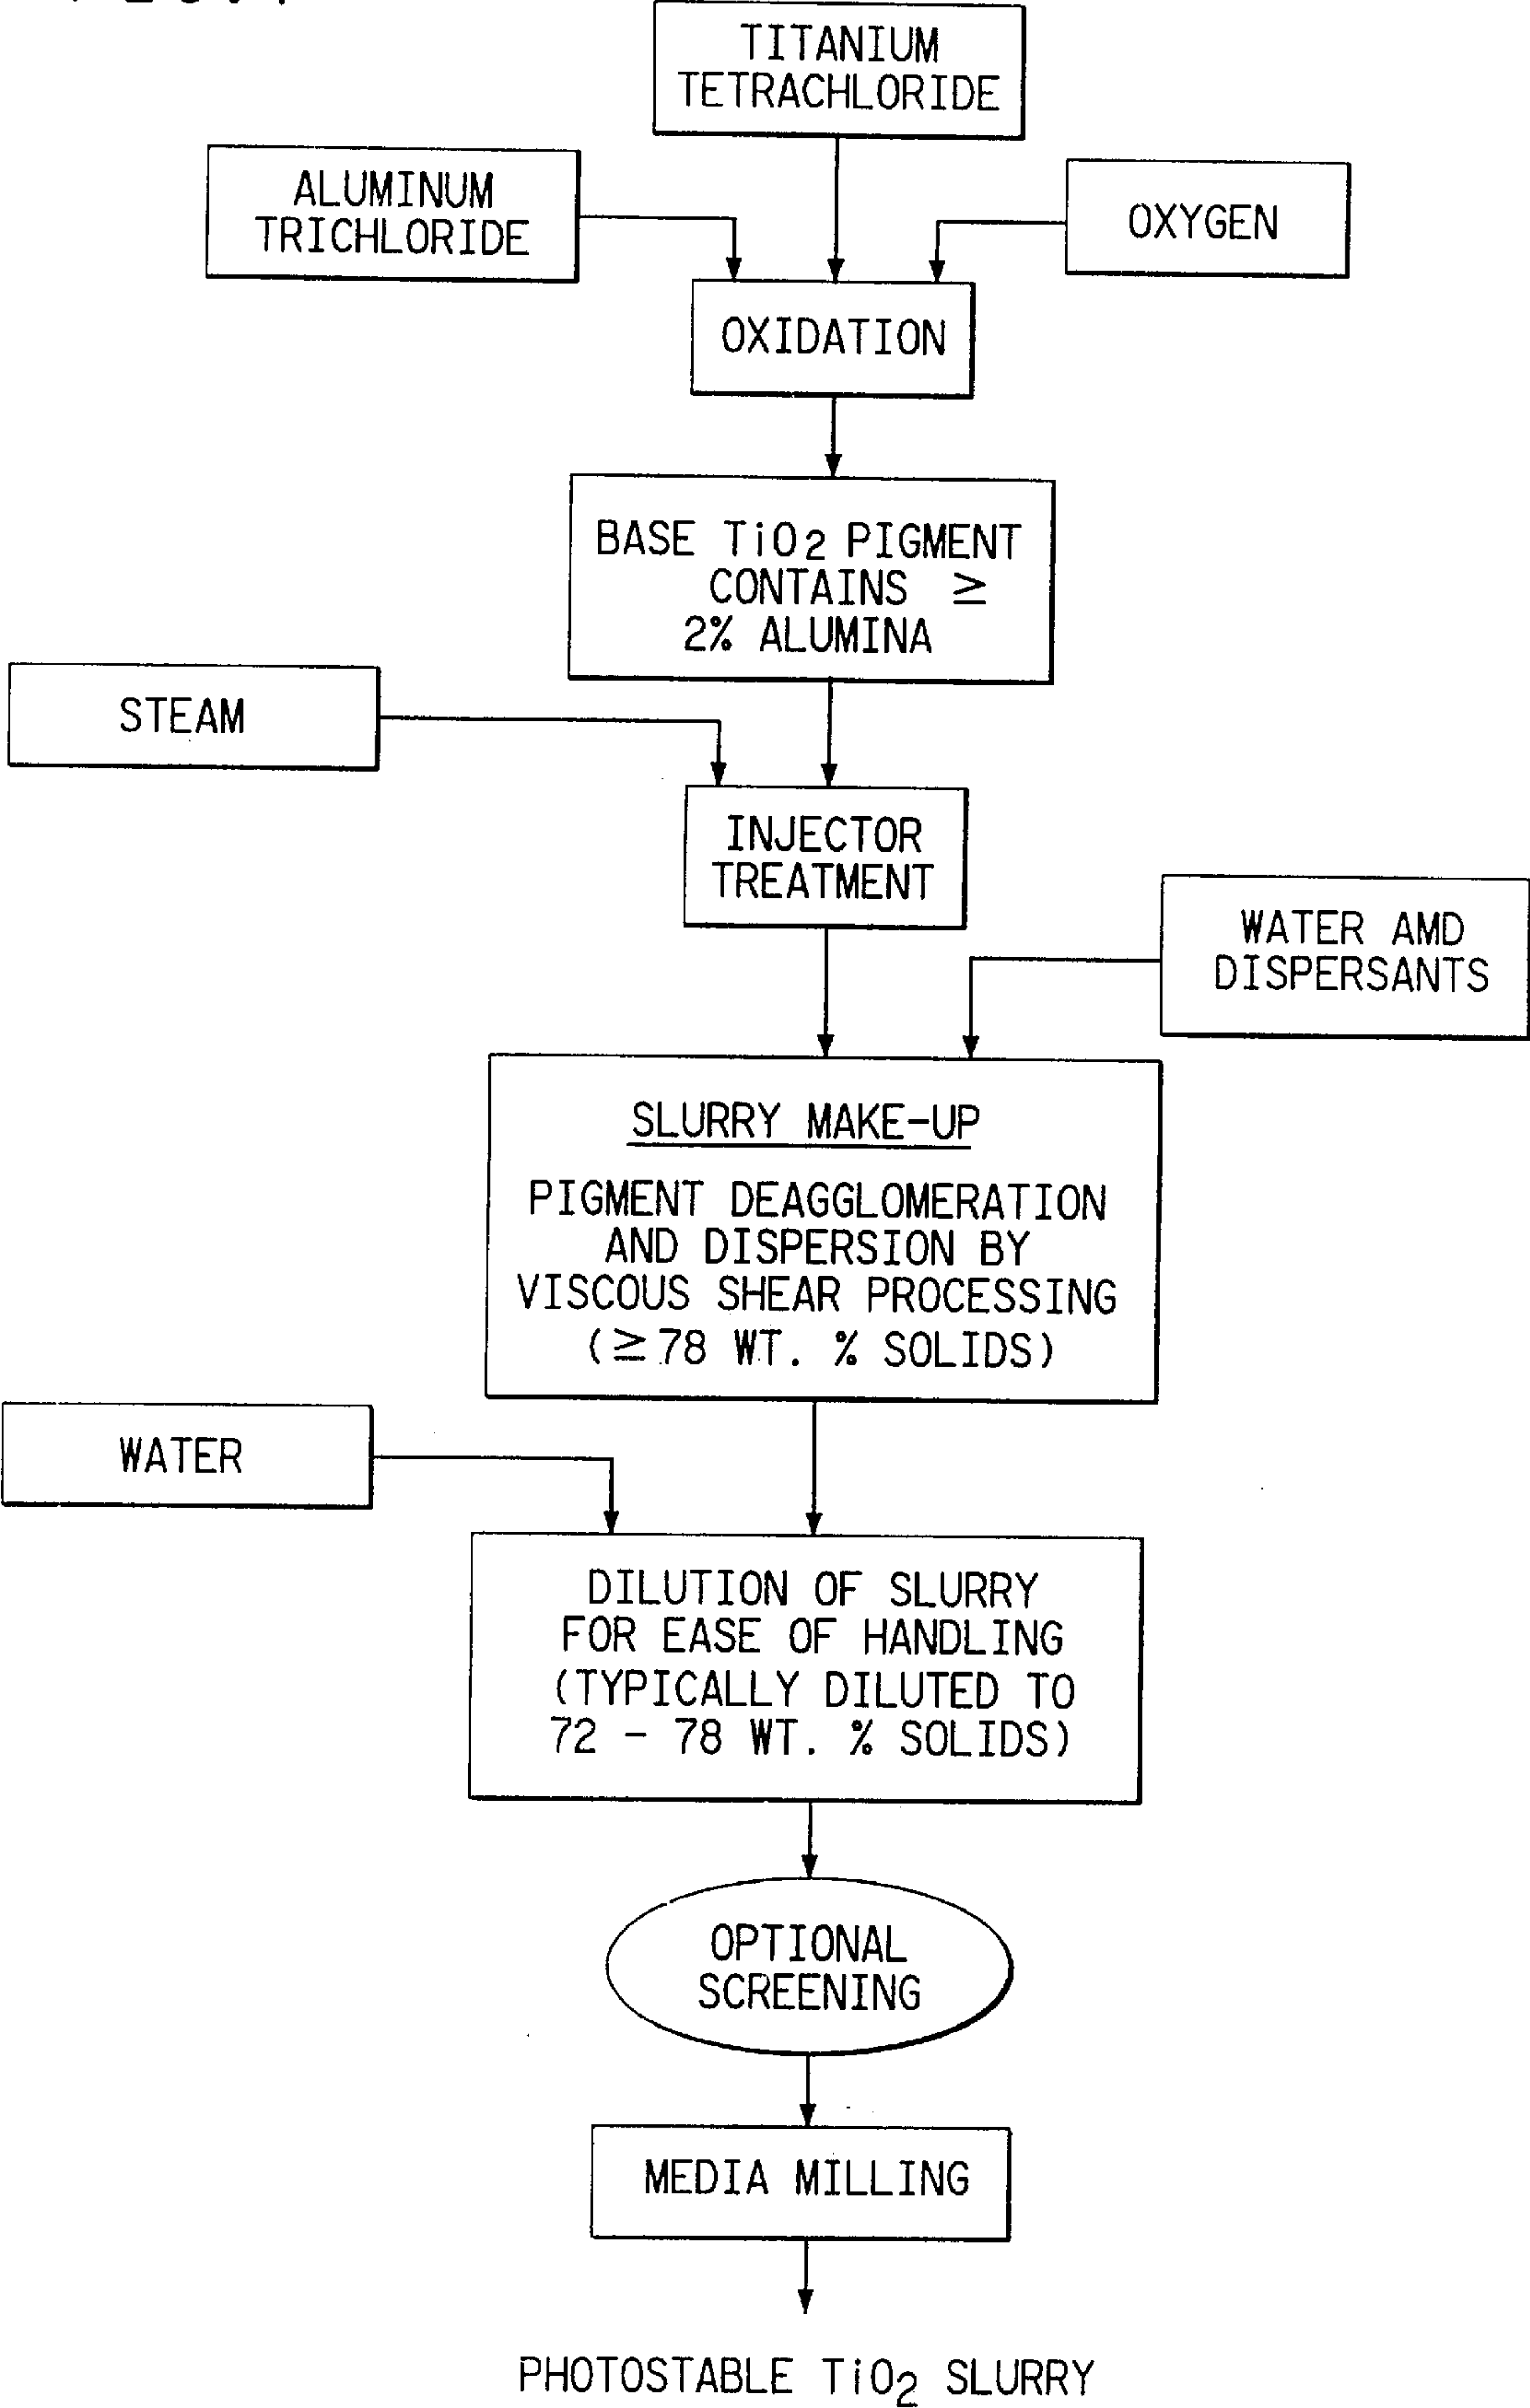 TITANIUM
TETRACHLORIDE
ALUMINUM
TRICHLORIDE
OXYGEN
OXIDATION
BASE TiO2 PIGMENT
CONTAINS ≥
2% ALUMINA
STEAM
INJECTOR
TREATMENT
WATER AMD
DISPERSANTS
SLURRY MAKE-UP
PIGMENT DEAGGLOMERATION
AND DISPERSION BY
VISCOUS SHEAR PROCESSING
(≥78 WT. % SOLIDS)
WATER
DILUTION OF SLURRY
FOR EASE OF HANDLING
(TYPICALLY DILUTED TO
72 - 78 WT. % SOLIDS)
OPTIONAL
SCREENING
MEDIA MILLING
PHOTOSTABLE TiO2 SLURRY